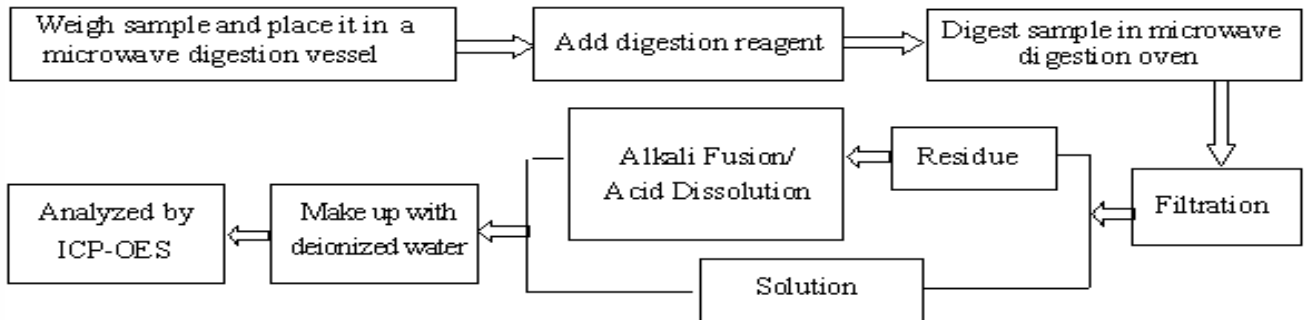 Weigh sample and place it in a
microwave digestion vessel
Add digestion reagent
Digest sample in microwave
digestion oven
Filtration
Residue
Alkali Fusion/
Acid Dissolution
Solution
Make up with
deionized water
Analyzed by
ICP-OES